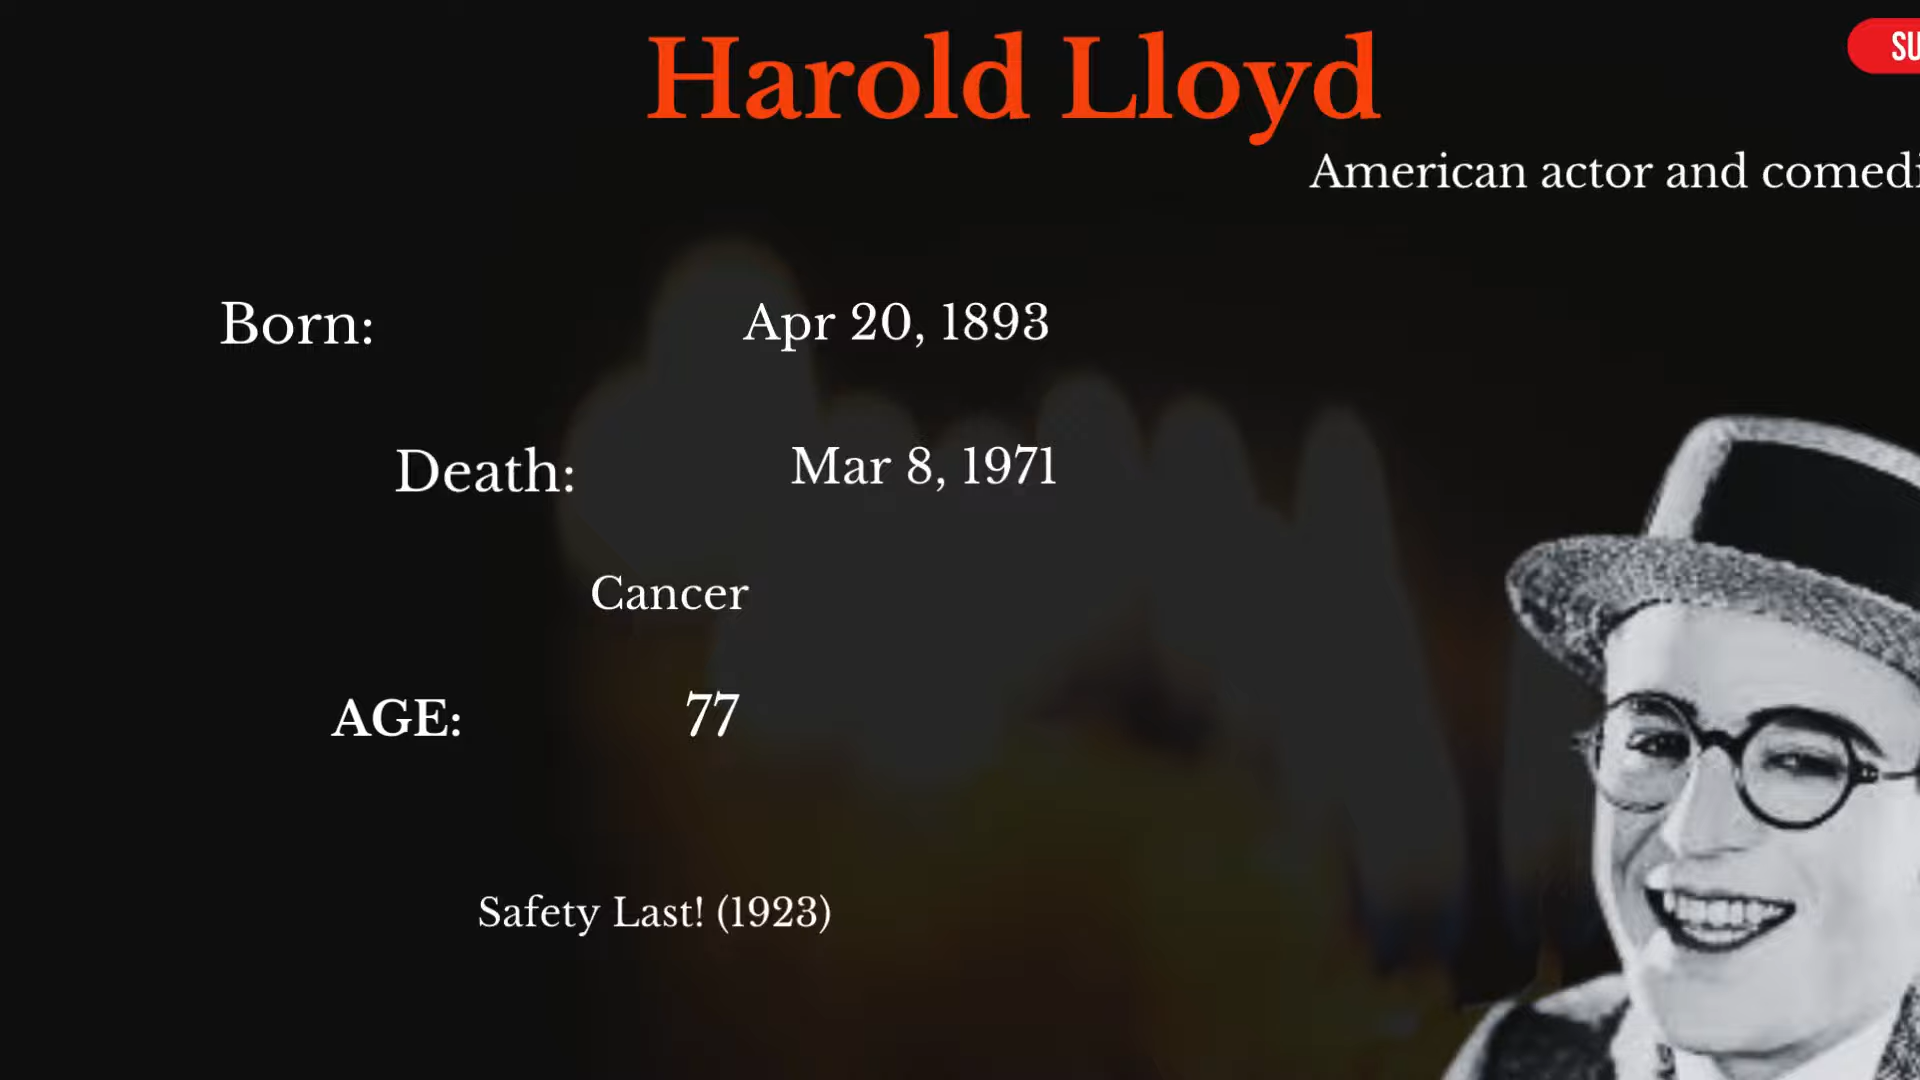 Harold Lloyd
SU
American actor and comedi
Born: Apr 20, 1893
Death: Mar 8, 1971
Cancer
AGE: 77
Safety Last! (1923)